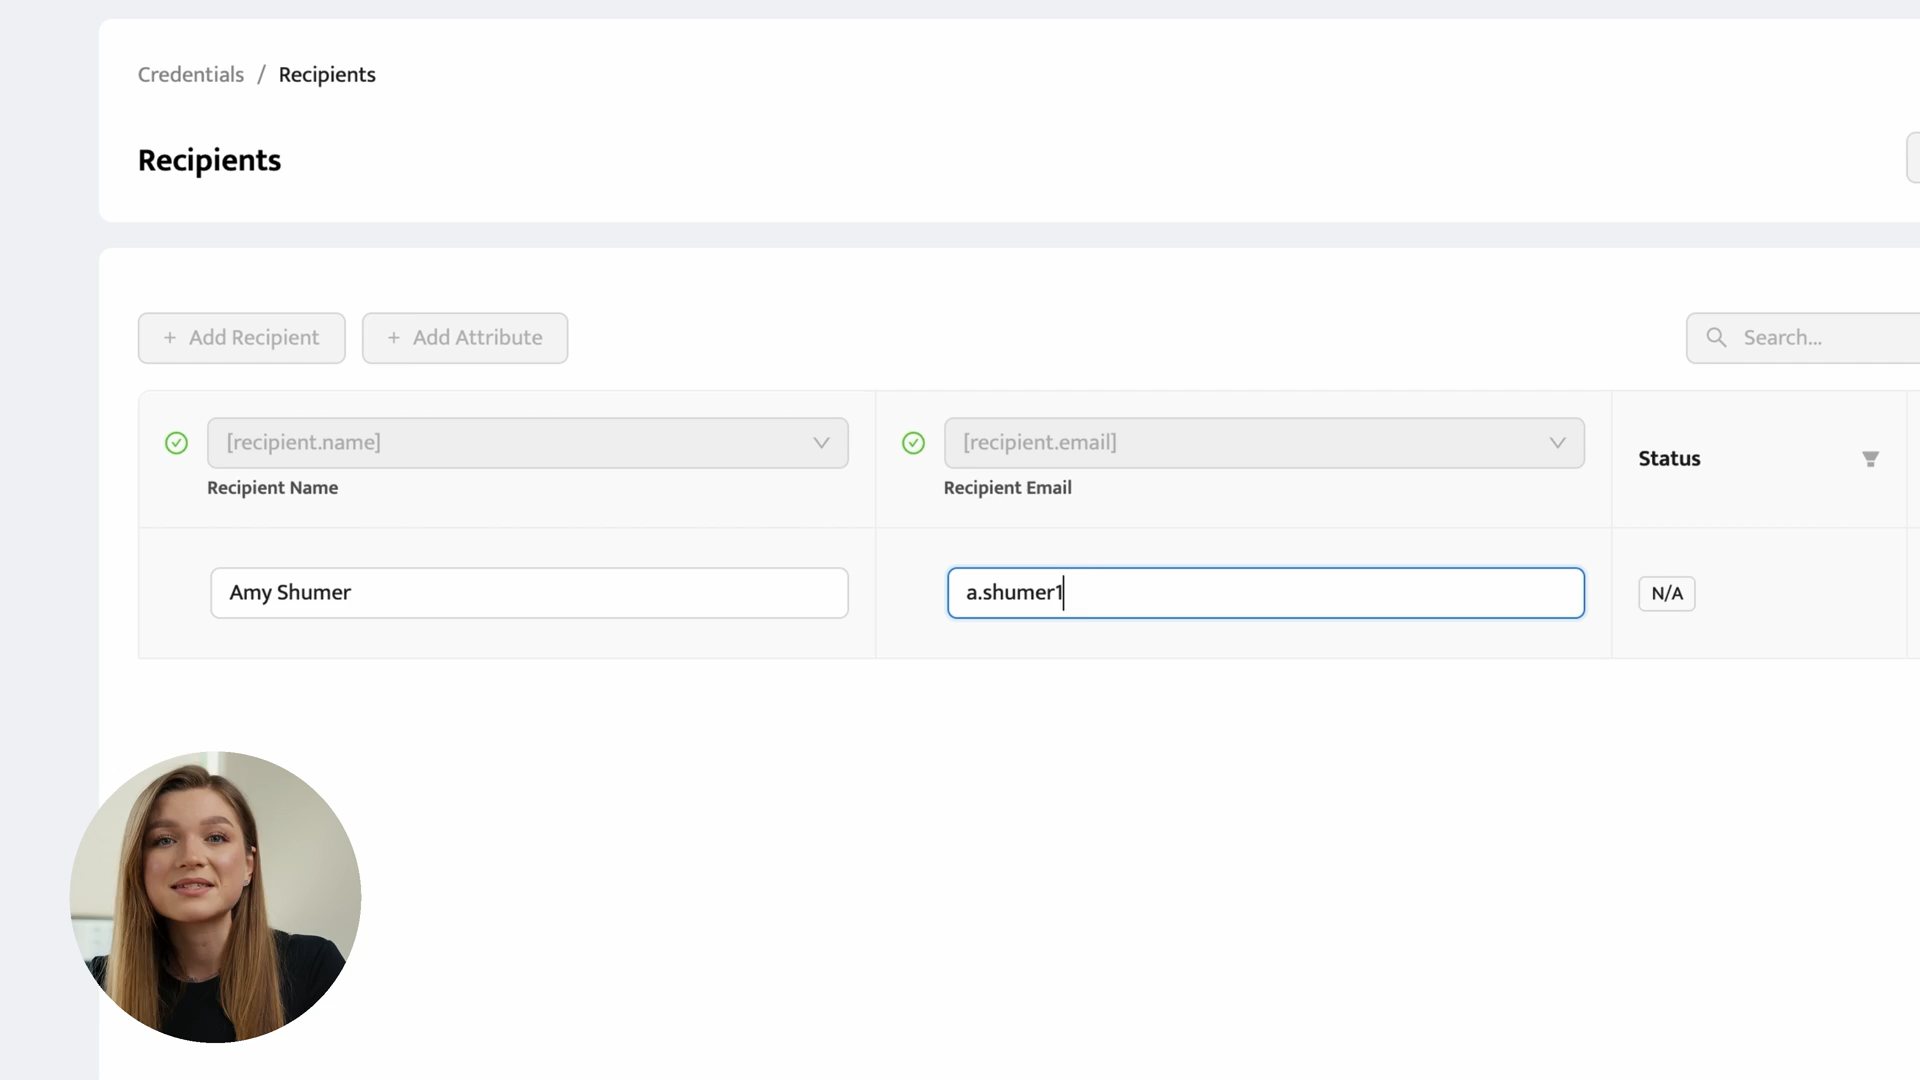 Credentials / Recipients
Recipients
+ Add Recipient
+ Add Attribute
Search...
[recipient.name]
Recipient Name
[recipient.email]
Recipient Email
Status
Amy Shumer
a.shumer1
N/A